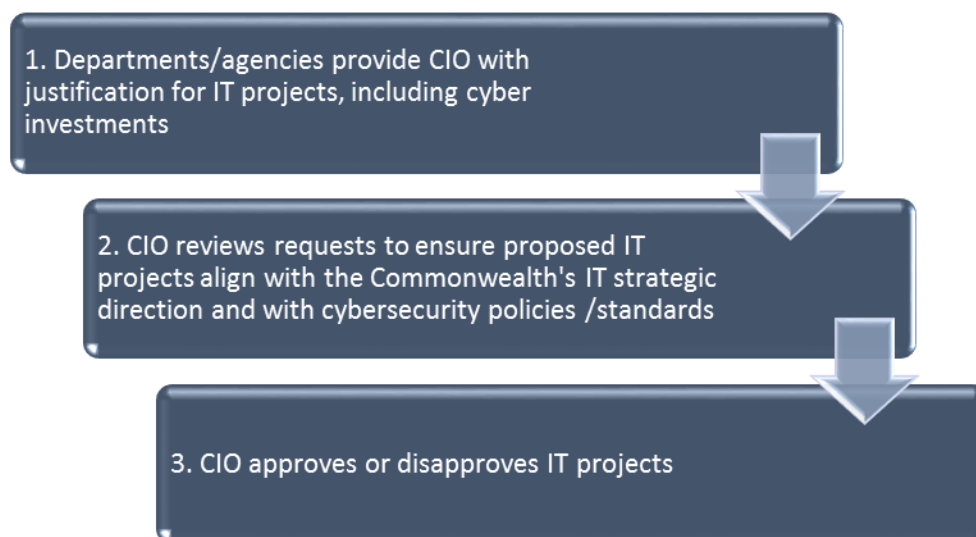 1. Departments/agencies provide CIO with
justification for IT projects, including cyber
investments
2. CIO reviews requests to ensure proposed IT
projects align with the Commonwealth's IT strategic
direction and with cybersecurity policies /standards
3. CIO approves or disapproves IT projects